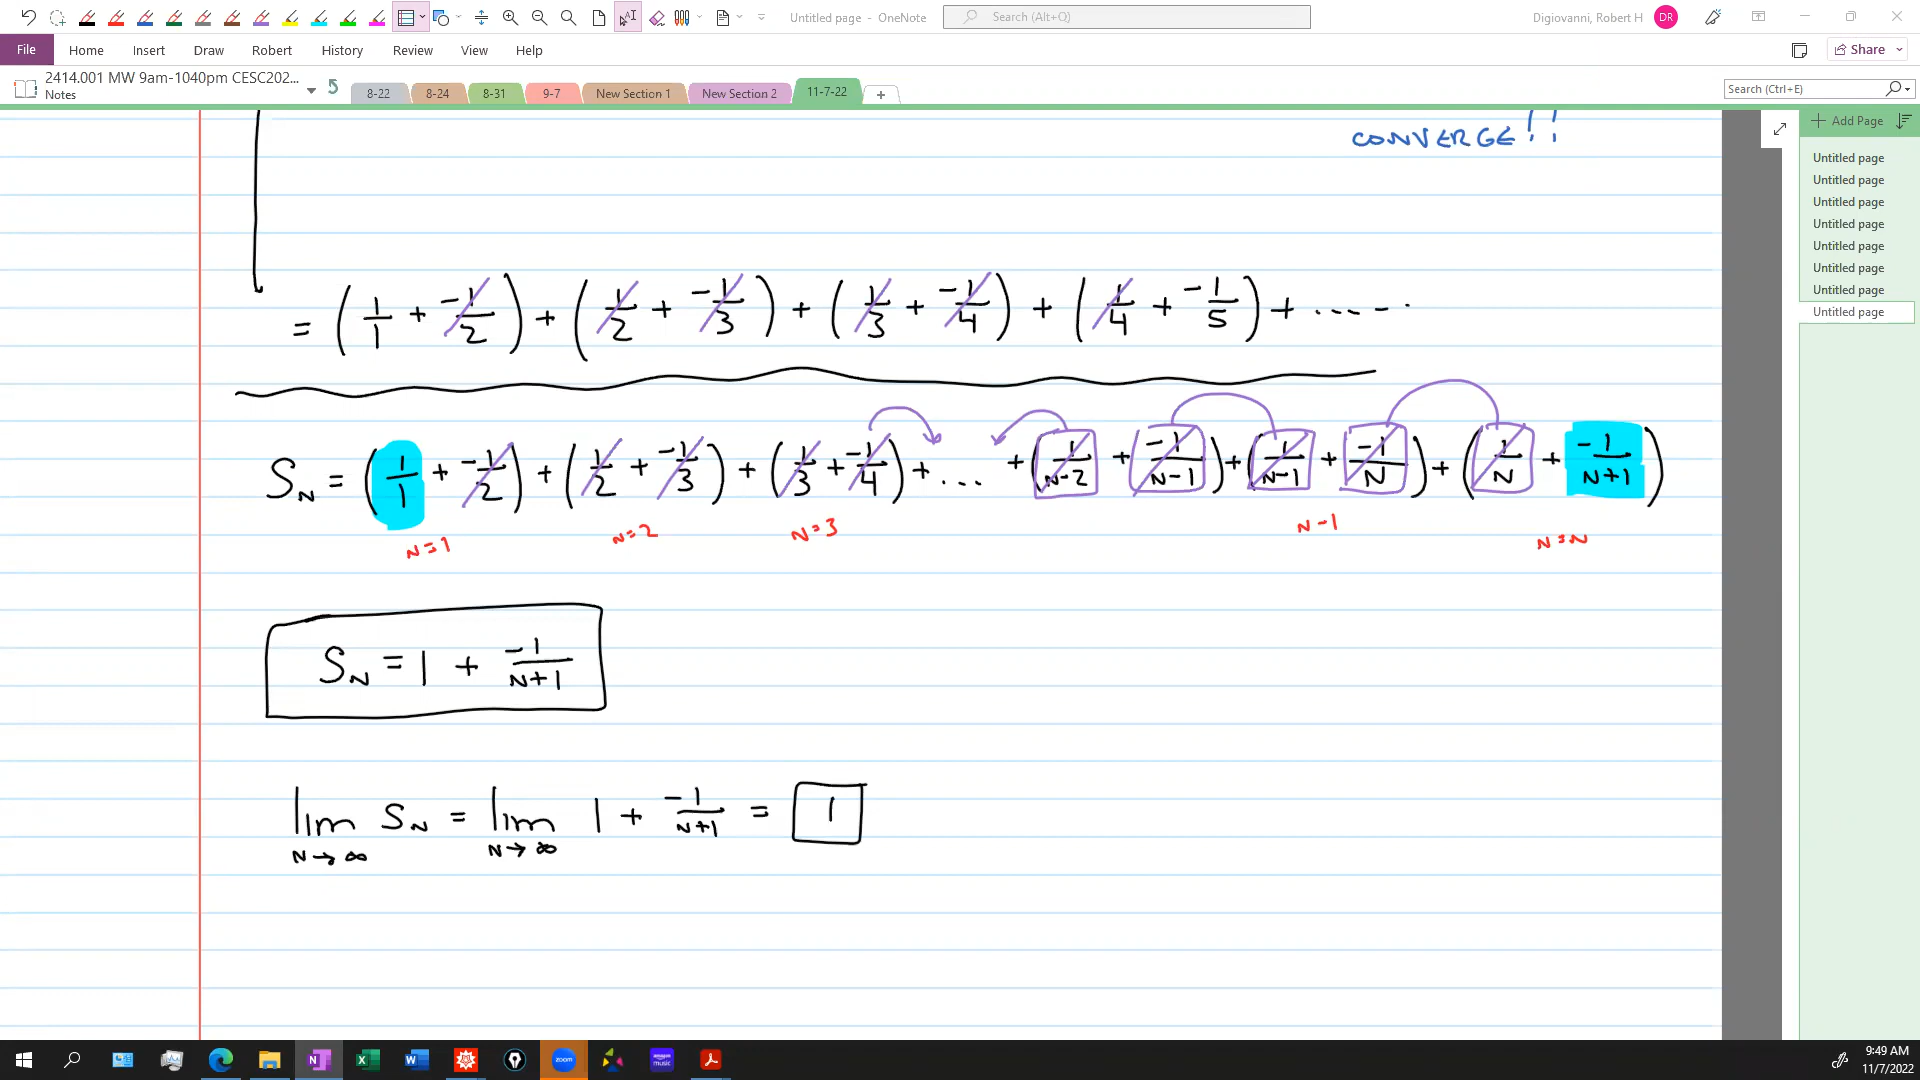 Untitled page - OneNote
Search (Alt+Q)
Digiovanni, Robert H
DR
File
Home
Insert
Draw
Robert
History
Review
View
Help
Share
2414.001 MW 9am-1040pm CESC202...
Notes
8-22
8-24
8-31
9-7
New Section 1
New Section 2
11-7-22
Search (Ctrl+E)
Add Page
Untitled page
Untitled page
Untitled page
Untitled page
Untitled page
Untitled page
Untitled page
Untitled page
CONVERGE!!
= (1/1 + -1/2) + (1/2 + -1/3) + (1/3 + -1/4) + (1/4 + -1/5) + ....-.
S_N = (1/1 + -1/2) + (1/2 + -1/3) + (1/3 + -1/4) + ... + (1/N-2 + -1/N-1) + (1/N-1 + -1/N) + (1/N + -1/N+1)
N=1 N=2 N=3 N-1 N=N
S_N = 1 + -1/N+1
lim N→∞ S_N = lim N→∞ 1 + -1/N+1 = 1
zoom
amazon music
9:49 AM
11/7/2022